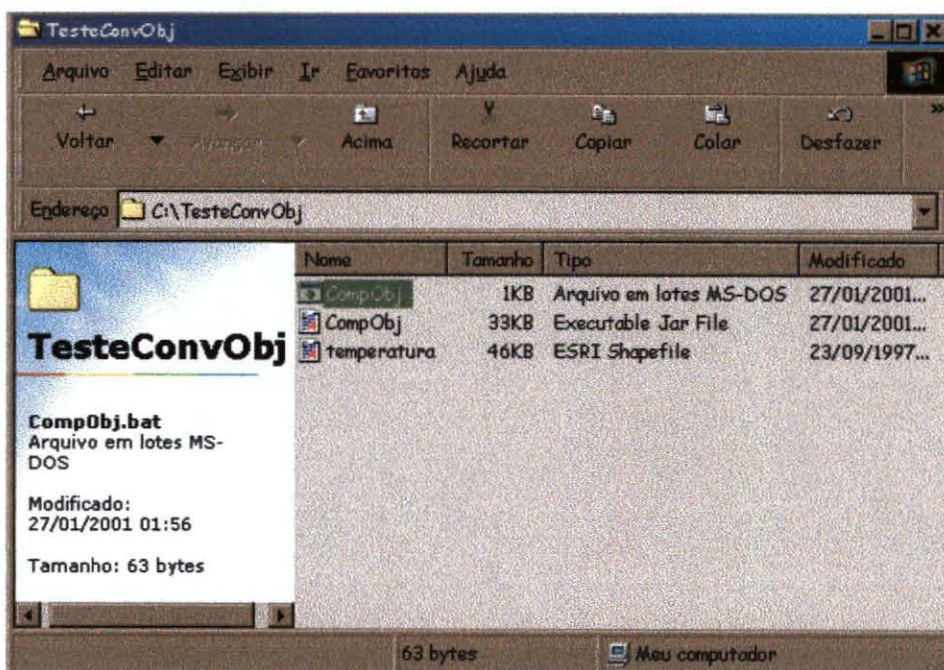 TesteConvObj
Arquivo Editar Exibir Ir Favoritos Ajuda
Voltar Avançar Acima Recortar Copiar Colar Desfazer »
Endereço C:\TesteConvObj
Nome Tamanho Tipo Modificado
CompObj 1KB Arquivo em lotes MS-DOS 27/01/2001...
CompObj 33KB Executable Jar File 27/01/2001...
temperatura 46KB ESRI Shapefile 23/09/1997...
TesteConvObj
CompObj.bat
Arquivo em lotes MS-
DOS
Modificado:
27/01/2001 01:56
Tamanho: 63 bytes
63 bytes Meu computador